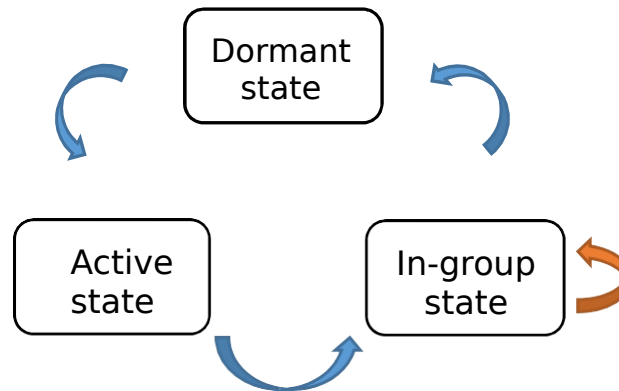 Dormant
state
Active
state
In-group
state